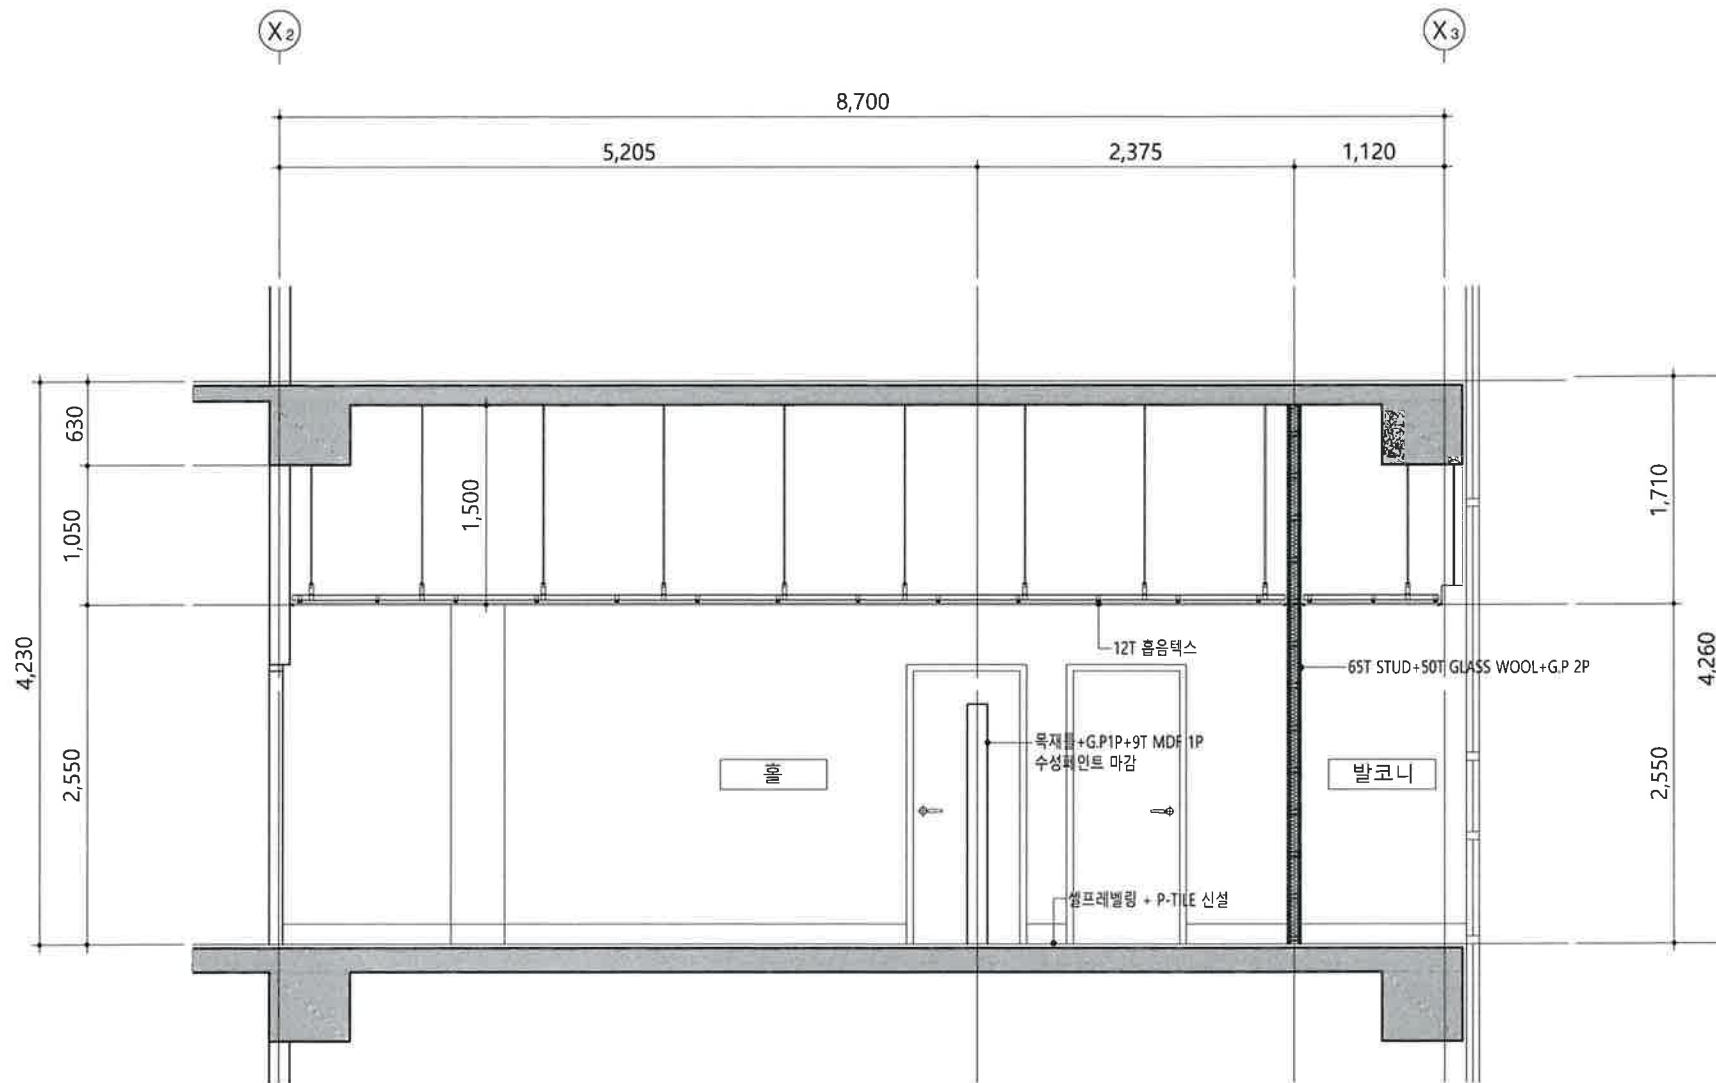 X2
X3
8,700
5,205
2,375
1,120
630
1,050
1,500
1,710
4,230
2,550
12T 흡음텍스
65T STUD+50T GLASS WOOL+G.P 2P
4,260
목재틀+G.P1P+9T MDF 1P
수성페인트 마감
홀
발코니
2,550
셀프레벨링 + P-TILE 신설